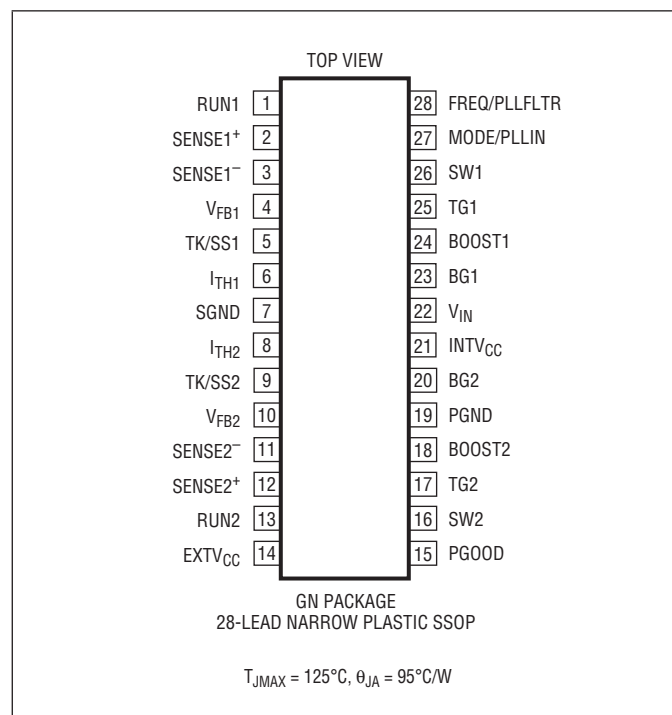 TOP VIEW
RUN1 1 28 FREQ/PLLFLTR
SENSE1+ 2 27 MODE/PLLIN
SENSE1– 3 26 SW1
VFB1 4 25 TG1
TK/SS1 5 24 BOOST1
ITH1 6 23 BG1
SGND 7 22 VIN
ITH2 8 21 INTVCC
TK/SS2 9 20 BG2
VFB2 10 19 PGND
SENSE2– 11 18 BOOST2
SENSE2+ 12 17 TG2
RUN2 13 16 SW2
EXTVCC 14 15 PGOOD
GN PACKAGE
28-LEAD NARROW PLASTIC SSOP
TJMAX = 125°C, θJA = 95°C/W